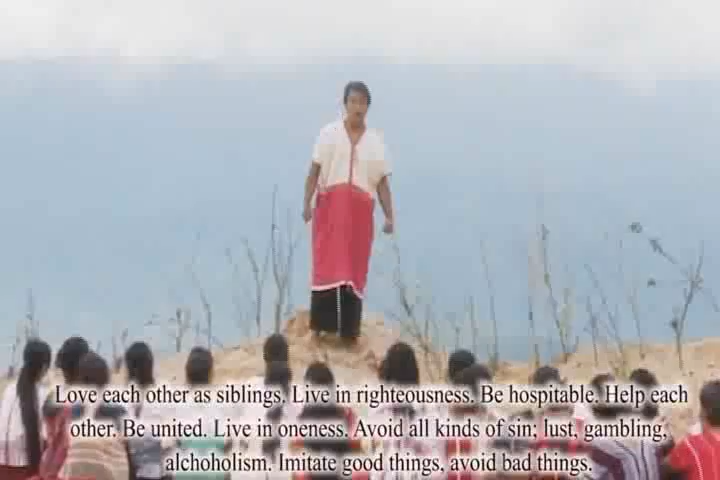 Love each other as siblings, Live in righteousness. Be hospitable. Help each
other. Be united. Live in oneness. Avoid all kinds of sin; lust, gambling,
alchoholism. Imitate good things, avoid bad things.